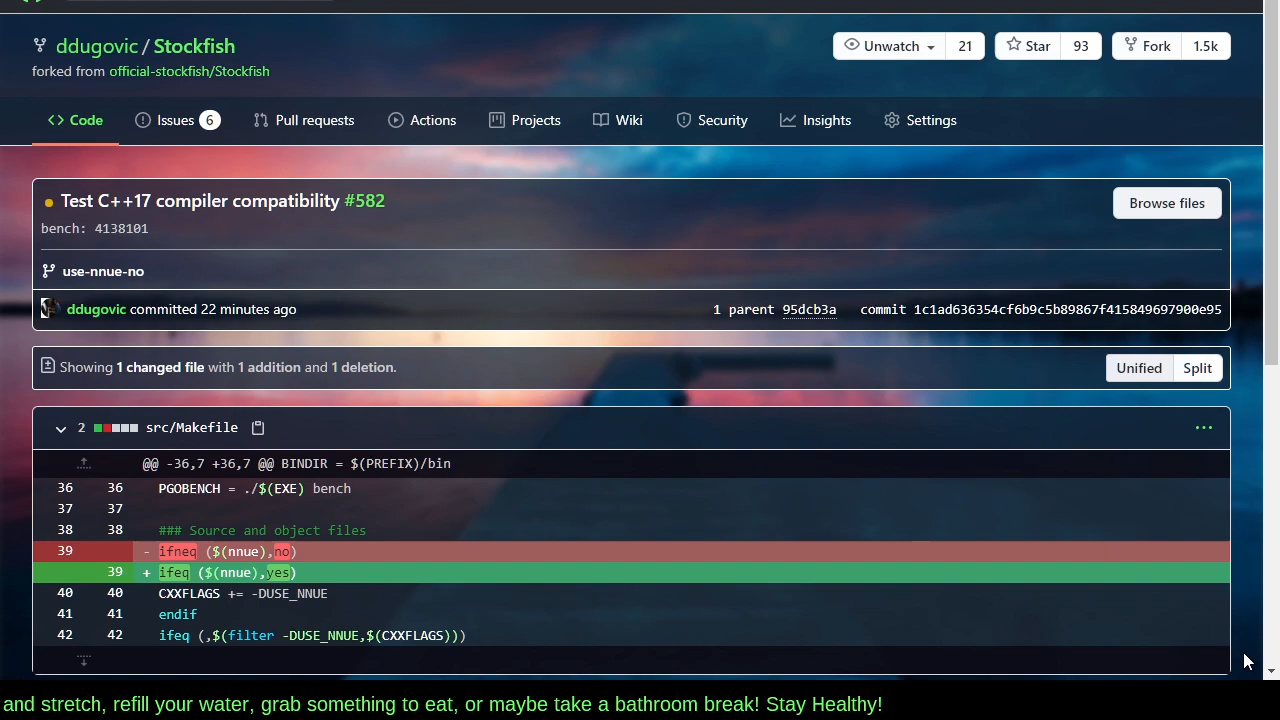 ddugovic / Stockfish
Unwatch 21
Star 93
Fork 1.5k
forked from official-stockfish/Stockfish
Code
Issues 6
Pull requests
Actions
Projects
Wiki
Security
Insights
Settings
Test C++17 compiler compatibility #582
Browse files
bench: 4138101
use-nnue-no
ddugovic committed 22 minutes ago
1 parent 95dcb3a commit 1c1ad636354cf6b9c5b89867f415849697900e95
Showing 1 changed file with 1 addition and 1 deletion.
Unified Split
2 src/Makefile
@@ -36,7 +36,7 @@ BINDIR = $(PREFIX)/bin
36 36 PGOBENCH = ./$(EXE) bench
37 37
38 38 ### Source and object files
39 - ifneq ($(nnue),no)
39 + ifeq ($(nnue),yes)
40 40 CXXFLAGS += -DUSE_NNUE
41 41 endif
42 42 ifeq (,$(filter -DUSE_NNUE,$(CXXFLAGS)))
and stretch, refill your water, grab something to eat, or maybe take a bathroom break! Stay Healthy!